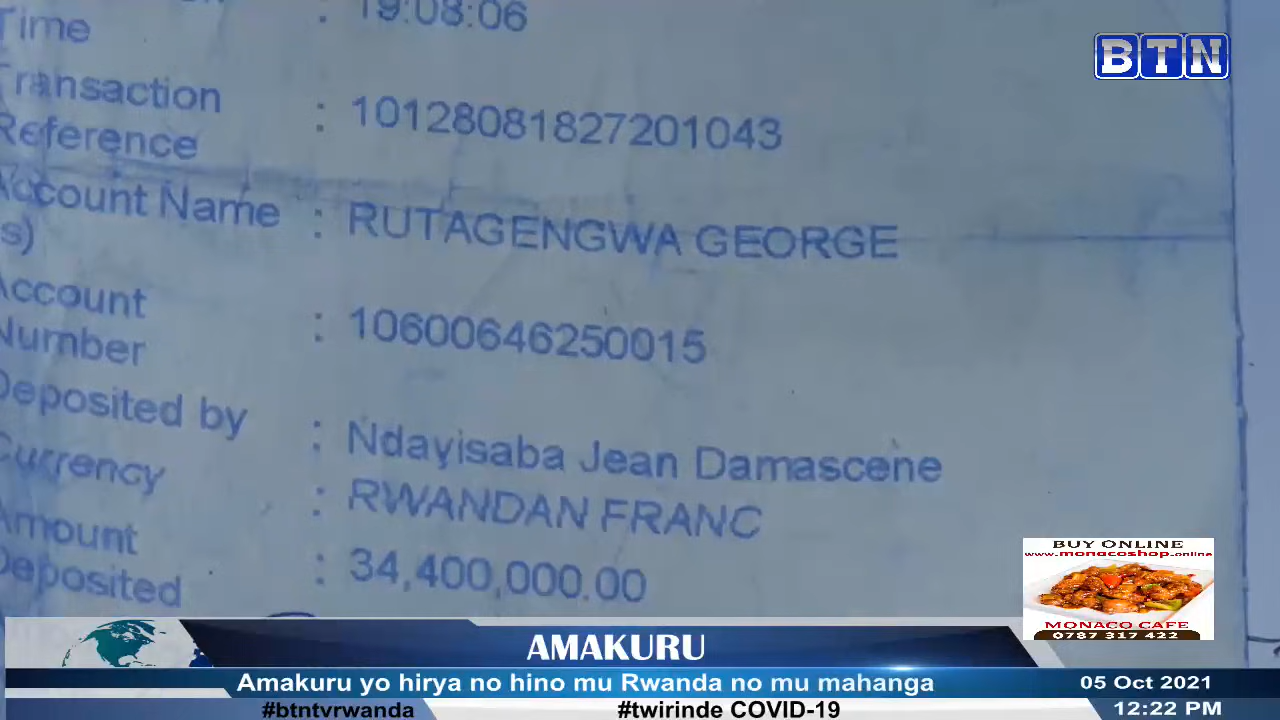 Time : 19:08:06
BTN
Transaction
Reference : 10128081827201043
Account Name
s) : RUTAGENGWA GEORGE
Account
Number : 10600646250015
Deposited by : Ndayisaba Jean Damascene
Currency : RWANDAN FRANC
Amount
Deposited : 34,400,000.00
BUY ONLINE
www.monacoshop.online
MONACO CAFE
0787 317 422
AMAKURU
Amakuru yo hirya no hino mu Rwanda no mu mahanga
05 Oct 2021
#btntvrwanda
#twirinde COVID-19
12:22 PM